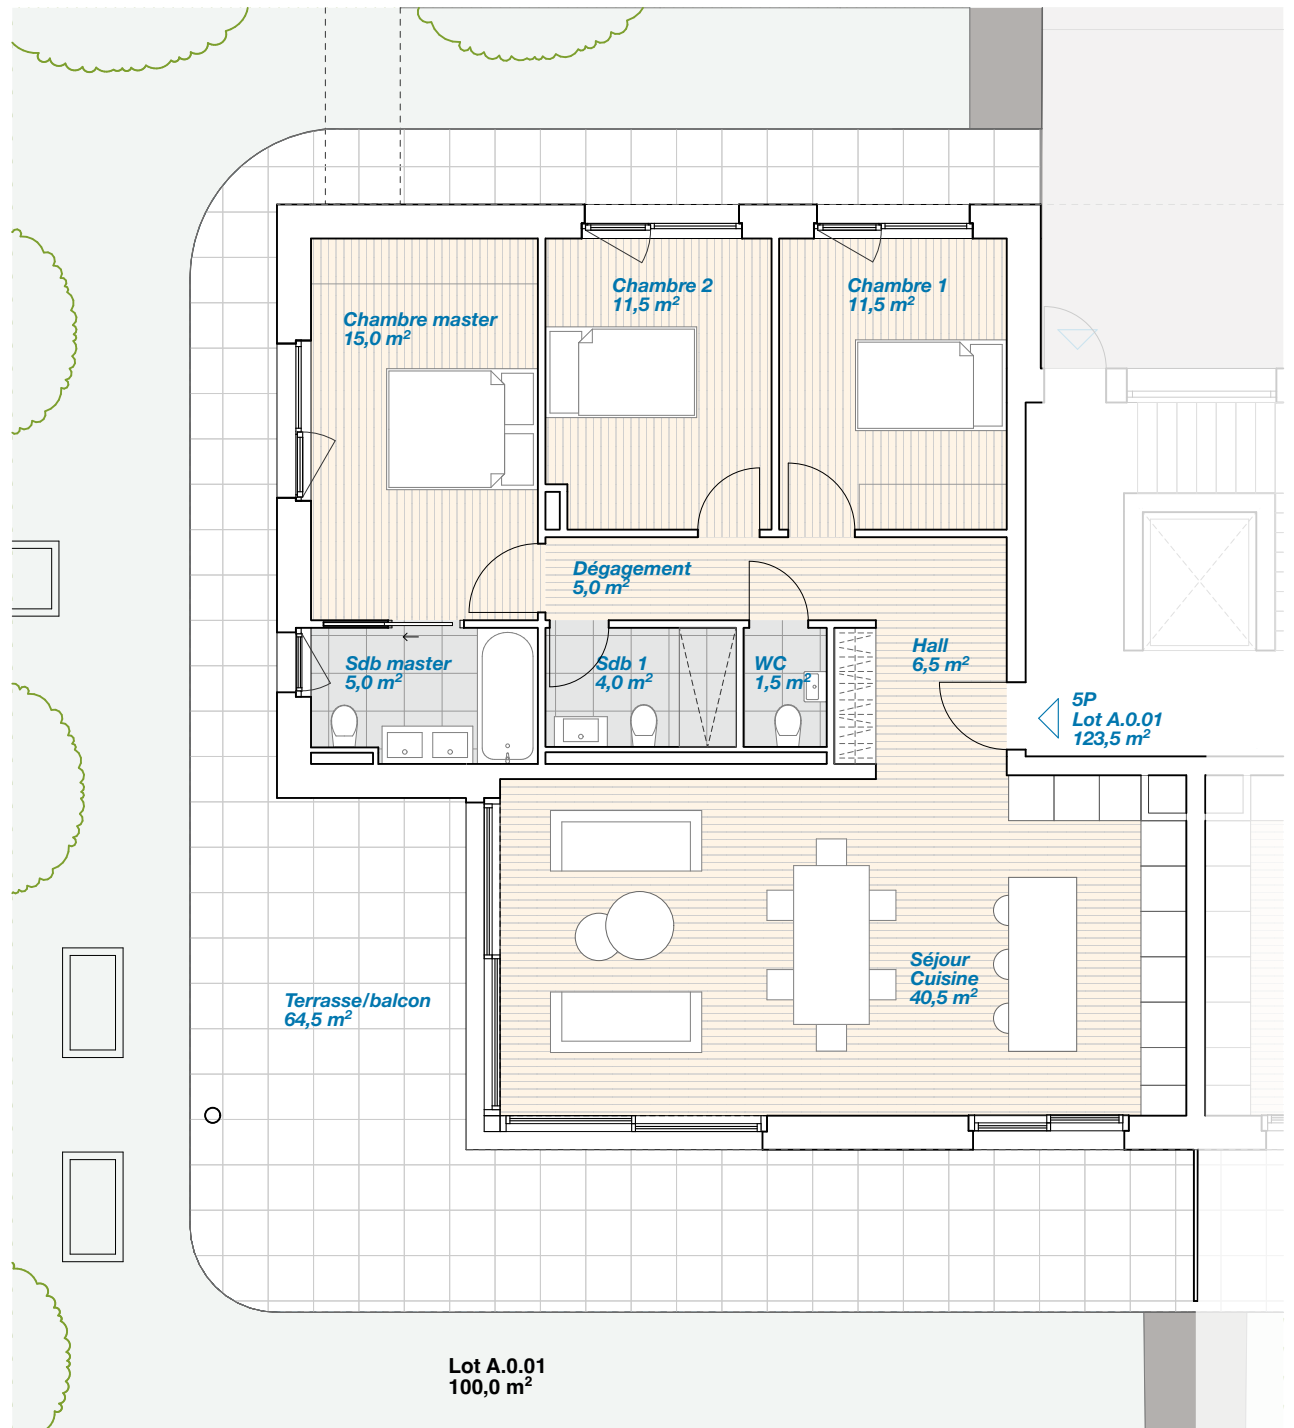 Chambre 2
11,5 m²
Chambre 1
11,5 m²
Chambre master
15,0 m²
Dégagement
5,0 m²
Hall
6,5 m²
Sdb master
5,0 m²
Sdb 1
4,0 m²
WC
1,5 m²
5P
Lot A.0.01
123,5 m²
Séjour
Cuisine
40,5 m²
Terrasse/balcon
64,5 m²
Lot A.0.01
100,0 m²